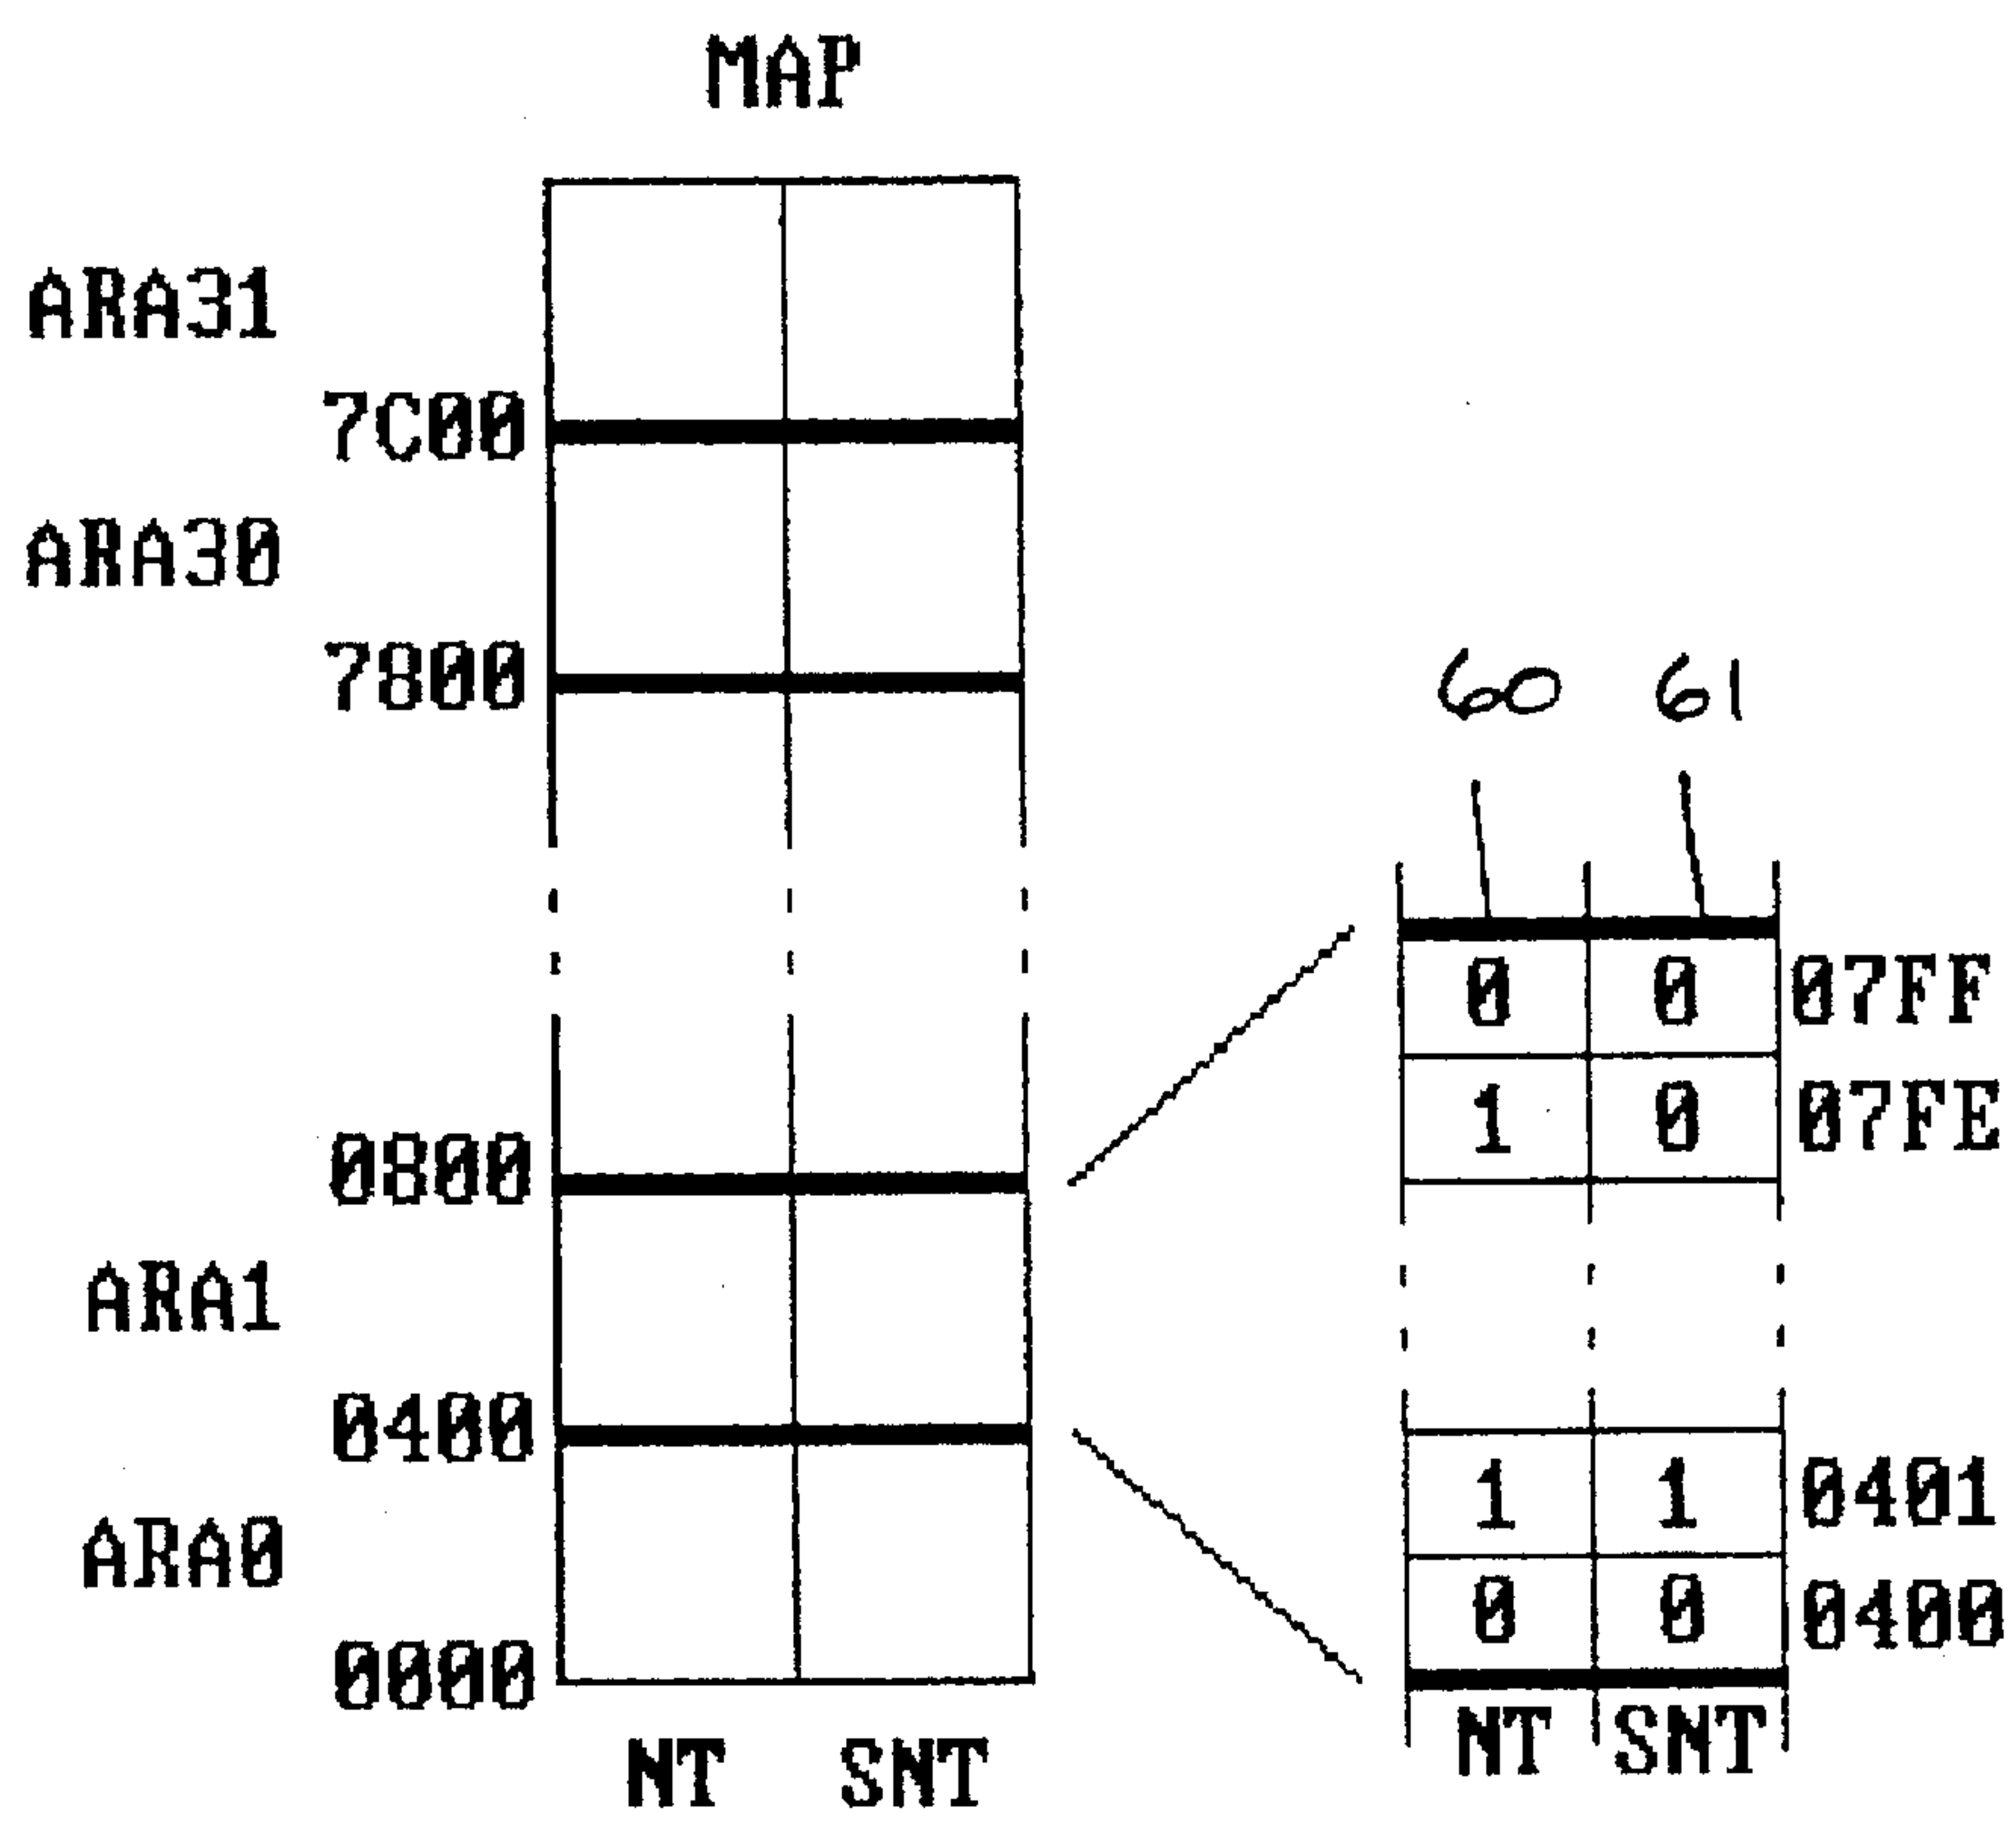 MAP
ARA31
7C00
ARA30
7800
60 61
0 0 07FF
1 0 07FE
0800
ARA1
0400
1 1 0401
ARA0
0 0 0400
0000
NT SNT
NT SNT